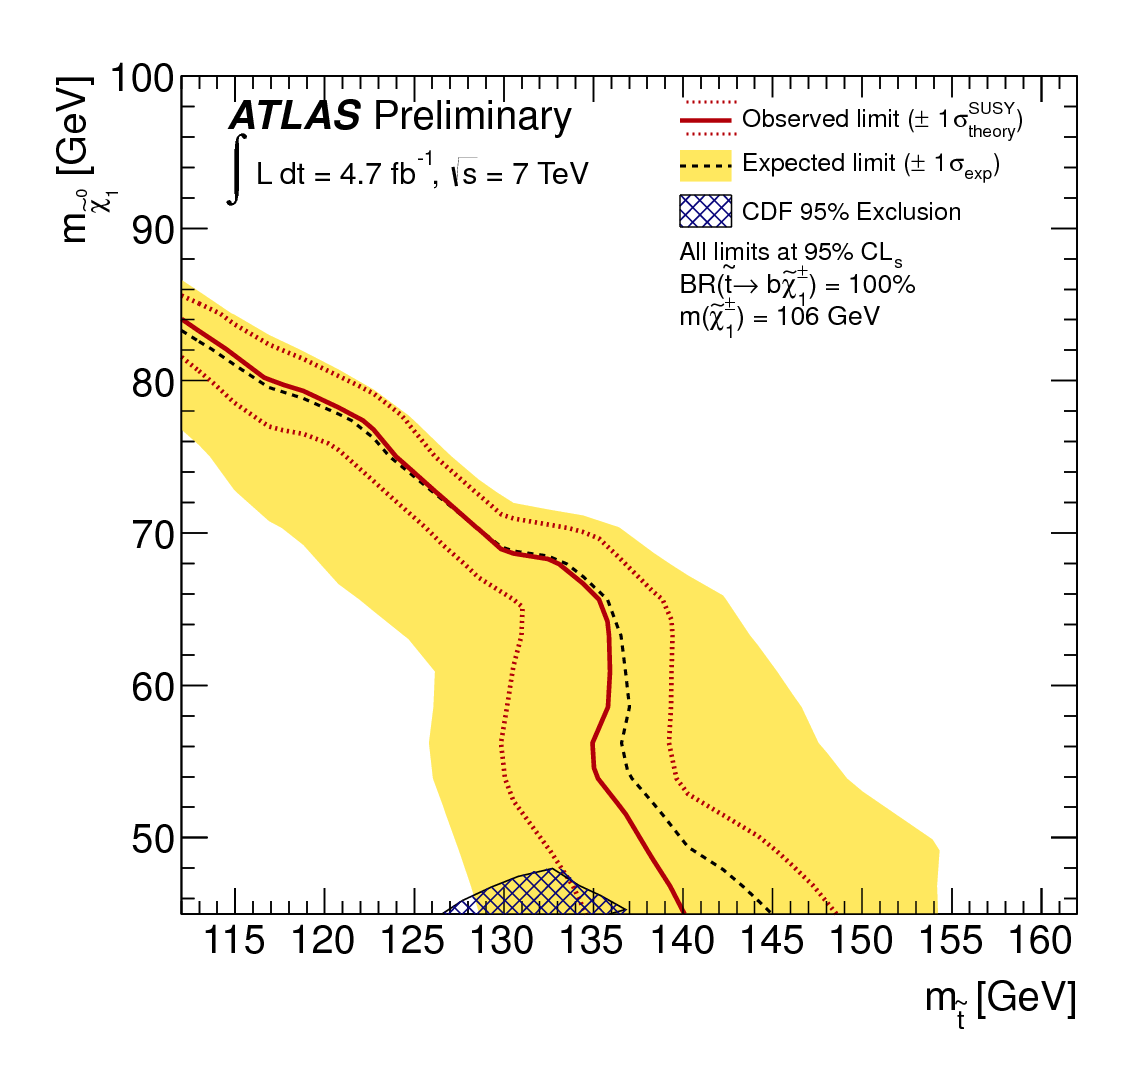 100
90
80
70
60
50
m_χ̃₁⁰ [GeV]
ATLAS Preliminary
∫ L dt = 4.7 fb⁻¹, √s = 7 TeV
Observed limit (± 1σ^SUSY_theory)
Expected limit (± 1σ_exp)
CDF 95% Exclusion
All limits at 95% CL_s
BR(t̃→ bχ̃₁±) = 100%
m(χ̃₁±) = 106 GeV
115 120 125 130 135 140 145 150 155 160
m_t̃ [GeV]